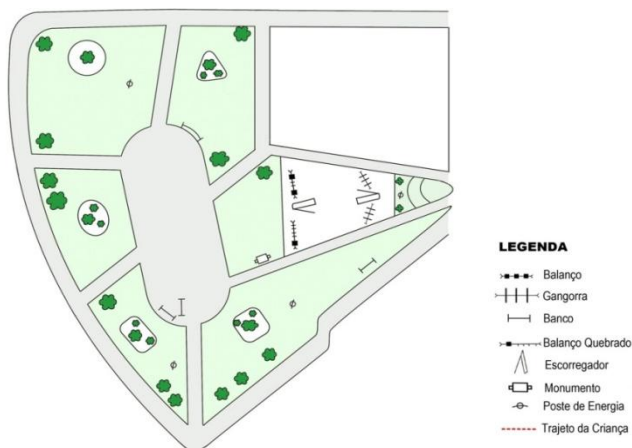 LEGENDA
Balanço
Gangorra
Banco
Balanço Quebrado
Escorregador
Monumento
Poste de Energia
Trajeto da Criança